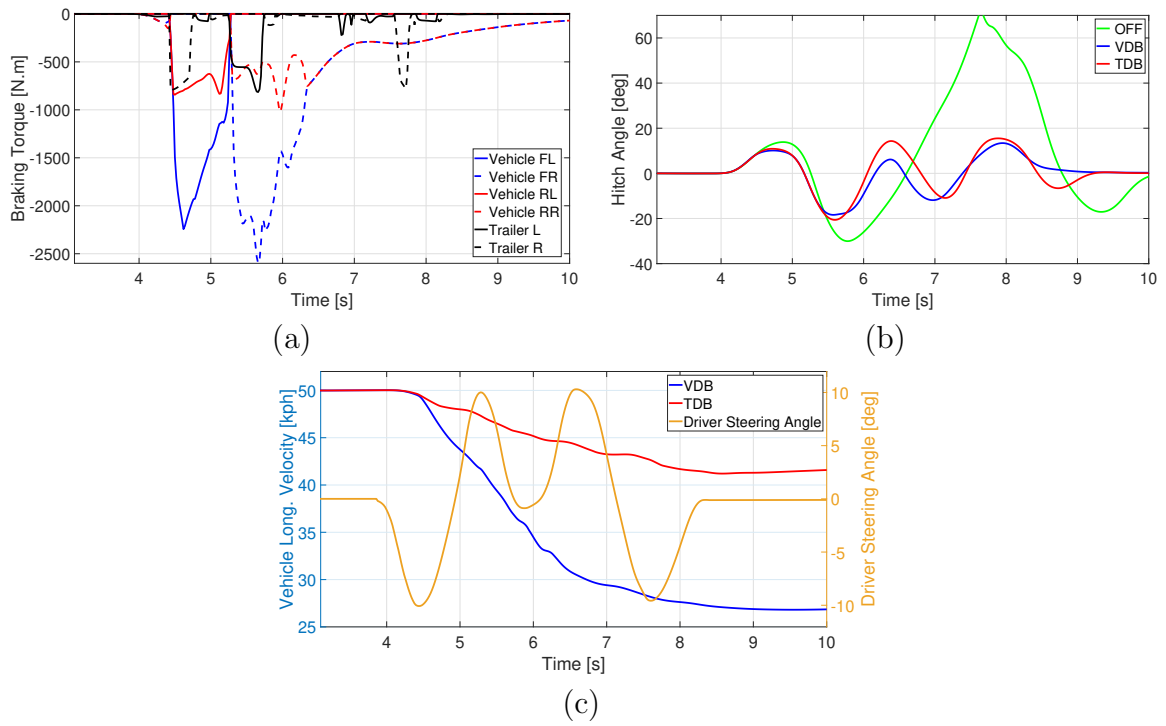 0
-500
-1000
-1500
-2000
-2500
Braking Torque [N.m]
4 5 6 7 8 9 10
Time [s]
Vehicle FL
Vehicle FR
Vehicle RL
Vehicle RR
Trailer L
Trailer R
(a)
60
40
20
0
-20
-40
Hitch Angle [deg]
4 5 6 7 8 9 10
Time [s]
OFF
VDB
TDB
(b)
50
45
40
35
30
25
Vehicle Long. Velocity [kph]
4 5 6 7 8 9 10
Time [s]
VDB
TDB
Driver Steering Angle
10
5
0
-5
-10
Driver Steering Angle [deg]
(c)